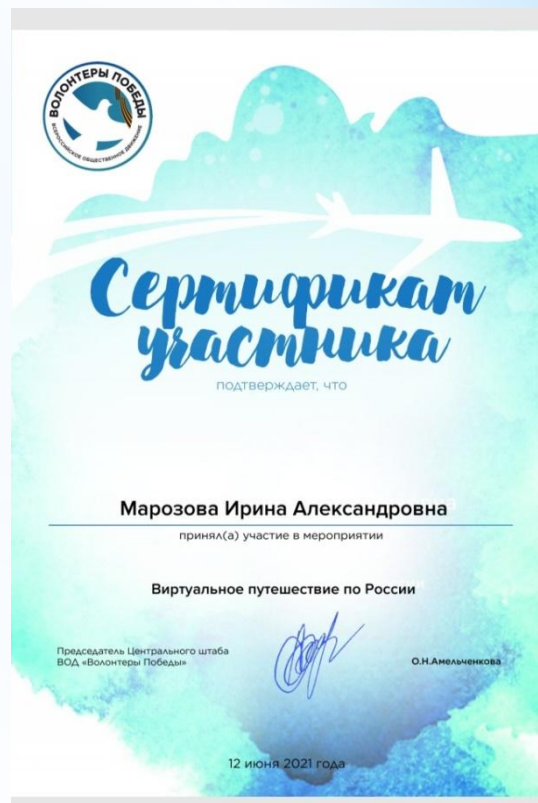 ВОЛОНТЕРЫ ПОБЕДЫ
ВСЕРОССИЙСКОЕ ОБЩЕСТВЕННОЕ ДВИЖЕНИЕ
Сертификат
участника
подтверждает, что
Марозова Ирина Александровна
принял(а) участие в мероприятии
Виртуальное путешествие по России
Председатель Центрального штаба
ВОД «Волонтеры Победы»
О.Н.Амельченкова
12 июня 2021 года